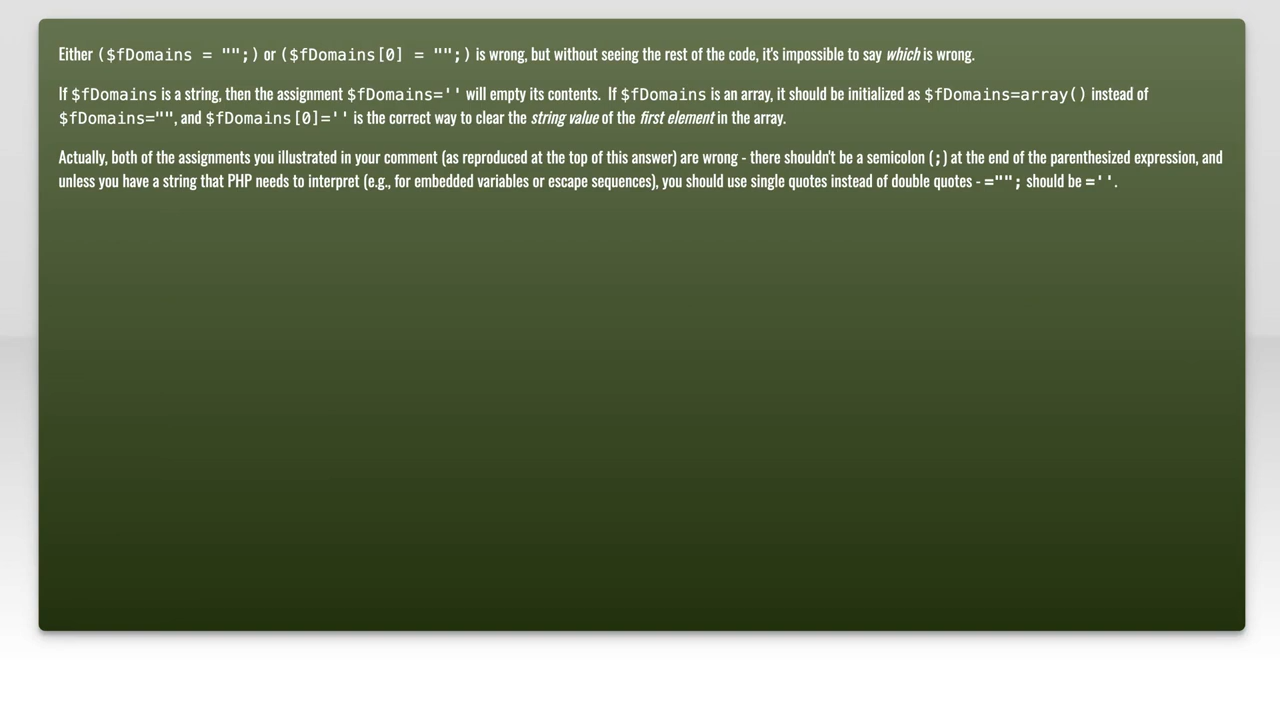 Either ($fDomains = "";) or ($fDomains[0] = "";) is wrong, but without seeing the rest of the code, it's impossible to say which is wrong.
If $fDomains is a string, then the assignment $fDomains='' will empty its contents. If $fDomains is an array, it should be initialized as $fDomains=array() instead of
$fDomains="", and $fDomains[0]='' is the correct way to clear the string value of the first element in the array.
Actually, both of the assignments you illustrated in your comment (as reproduced at the top of this answer) are wrong - there shouldn't be a semicolon (;) at the end of the parenthesized expression, and
unless you have a string that PHP needs to interpret (e.g., for embedded variables or escape sequences), you should use single quotes instead of double quotes - =""; should be =''.